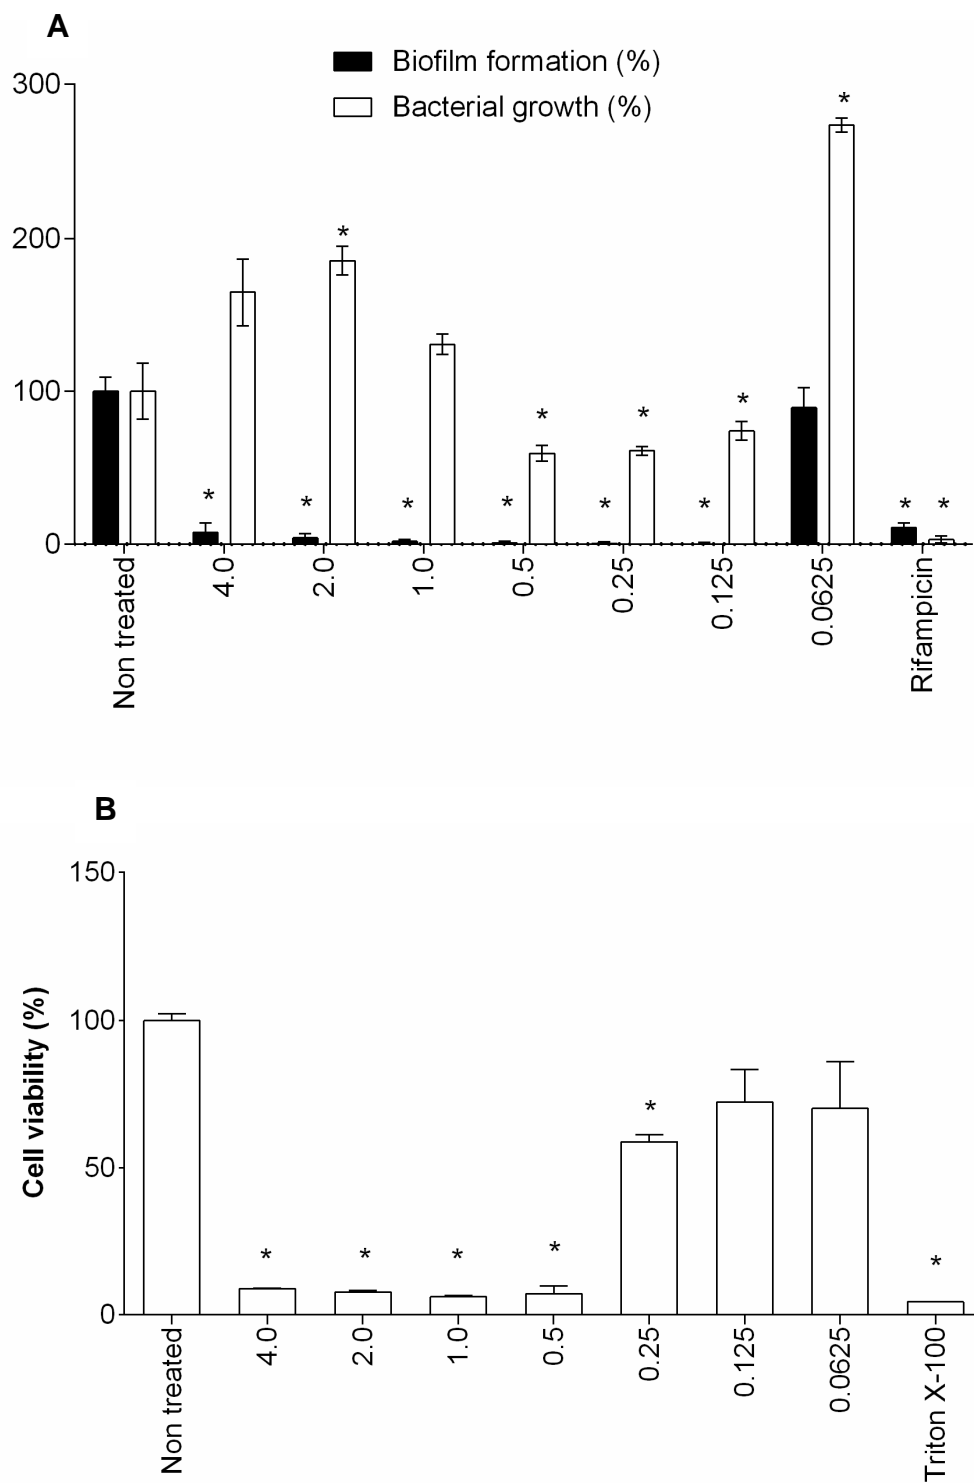 A
Biofilm formation (%)
Bacterial growth (%)
300
200
100
0
* * * * * * * * * * * * *
Non treated
4.0
2.0
1.0
0.5
0.25
0.125
0.0625
Rifampicin
B
Cell viability (%)
150
100
50
0
* * * * * *
Non treated
4.0
2.0
1.0
0.5
0.25
0.125
0.0625
Triton X-100